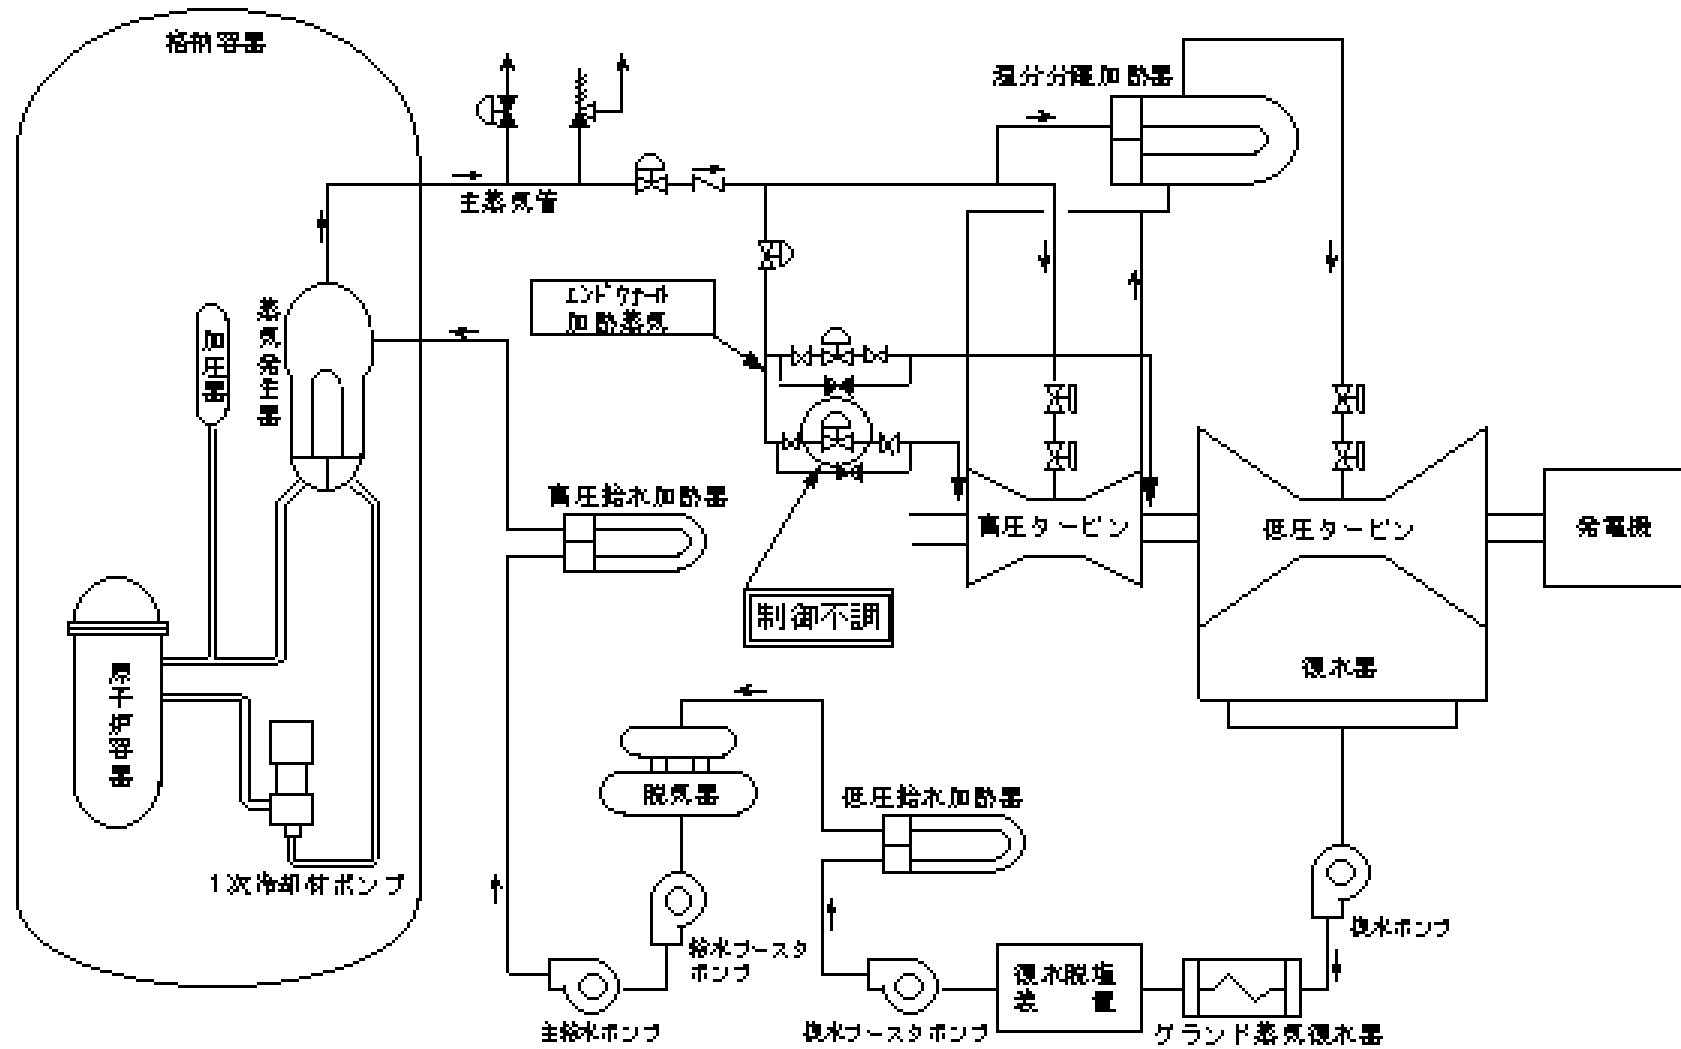 格納容器
湿分分離加熱器
主蒸気管
エンドウォール
加熱蒸気
蒸気発生器
加圧器
高圧給水加熱器
高圧タービン
低圧タービン
発電機
制御不調
復水器
原子炉容器
脱気器
低圧給水加熱器
1次冷却材ポンプ
復水ポンプ
給水ブースタ
ポンプ
復水脱塩
装置
主給水ポンプ
復水ブースタポンプ
グランド蒸気復水器